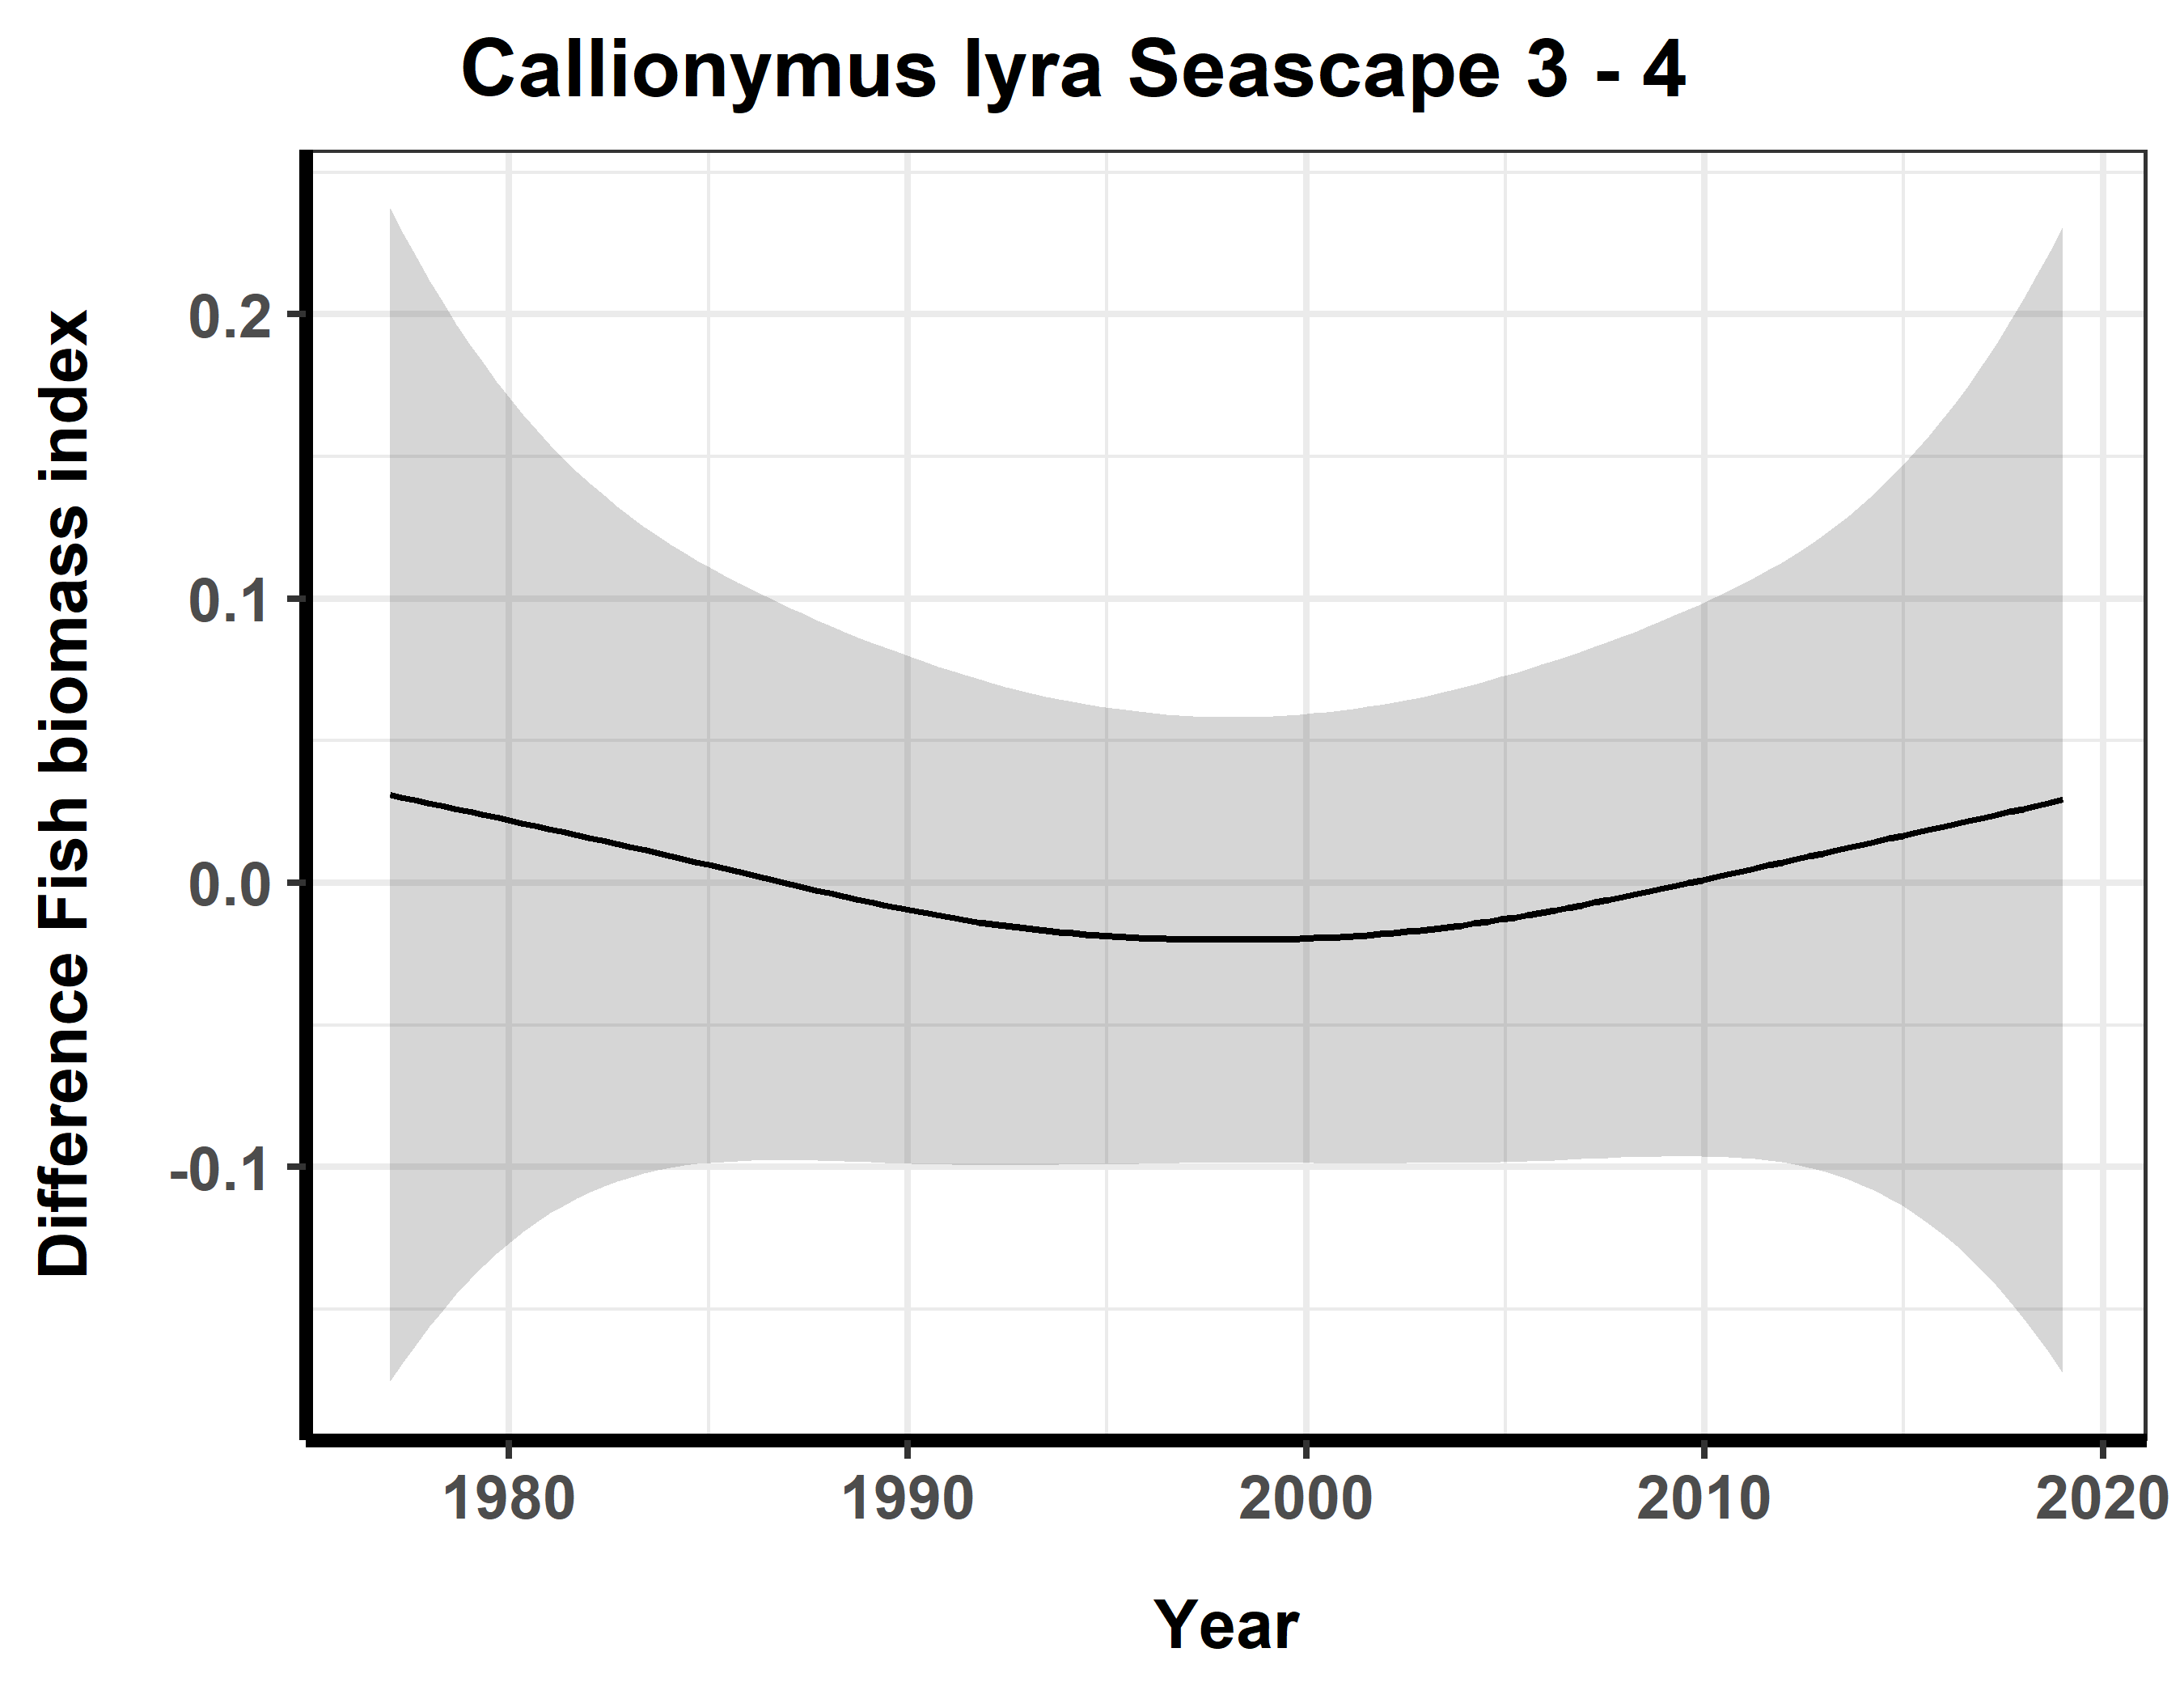 Callionymus lyra Seascape 3 - 4
Difference Fish biomass index
0.2
0.1
0.0
-0.1
1980 1990 2000 2010 2020
Year